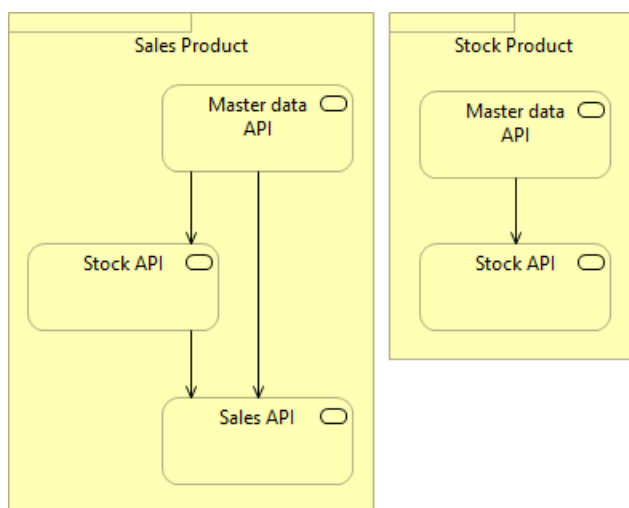 Sales Product
Master data
API
Stock API
Sales API
Stock Product
Master data
API
Stock API